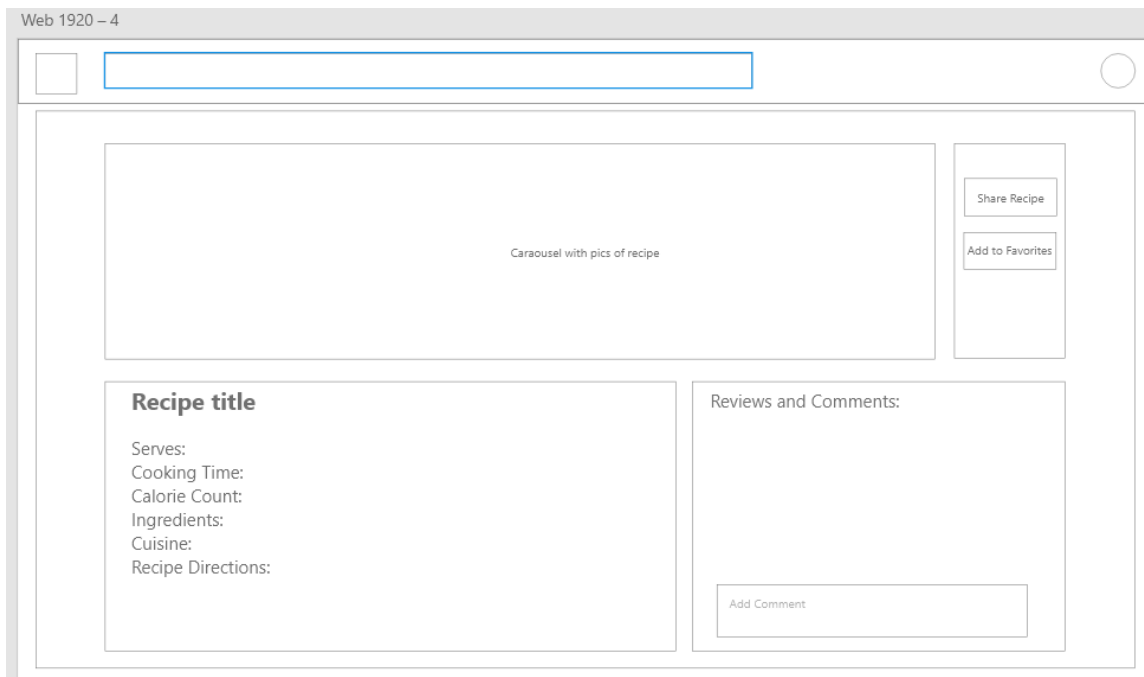 Web 1920 – 4
Caraousel with pics of recipe
Share Recipe
Add to Favorites
Recipe title
Serves:
Cooking Time:
Calorie Count:
Ingredients:
Cuisine:
Recipe Directions:
Reviews and Comments:
Add Comment